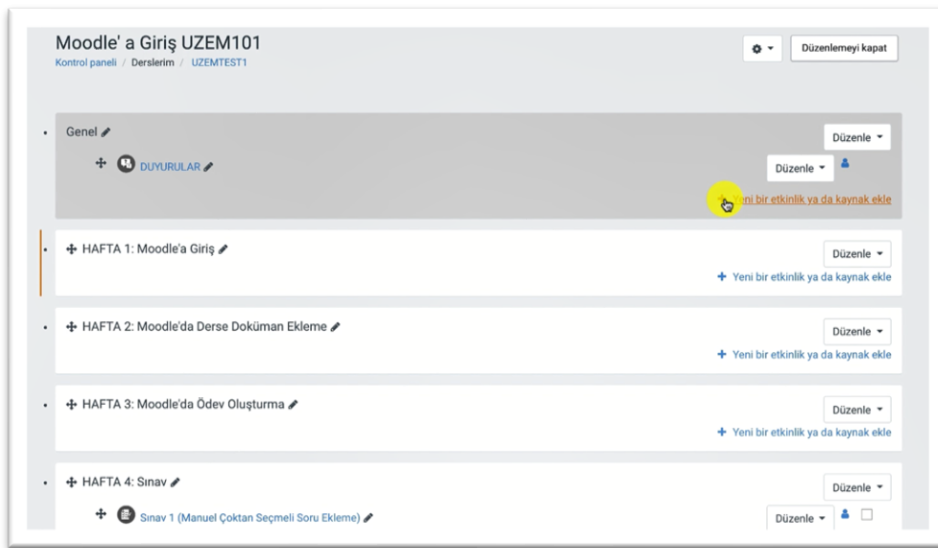 Moodle' a Giriş UZEM101
Düzenlemeyi kapat
Kontrol paneli / Derslerim / UZEMTEST1
Genel
Düzenle
DUYURULAR
Düzenle
Yeni bir etkinlik ya da kaynak ekle
HAFTA 1: Moodle'a Giriş
Düzenle
+ Yeni bir etkinlik ya da kaynak ekle
HAFTA 2: Moodle'da Derse Doküman Ekleme
Düzenle
+ Yeni bir etkinlik ya da kaynak ekle
HAFTA 3: Moodle'da Ödev Oluşturma
Düzenle
+ Yeni bir etkinlik ya da kaynak ekle
HAFTA 4: Sınav
Düzenle
Sınav 1 (Manuel Çoktan Seçmeli Soru Ekleme)
Düzenle